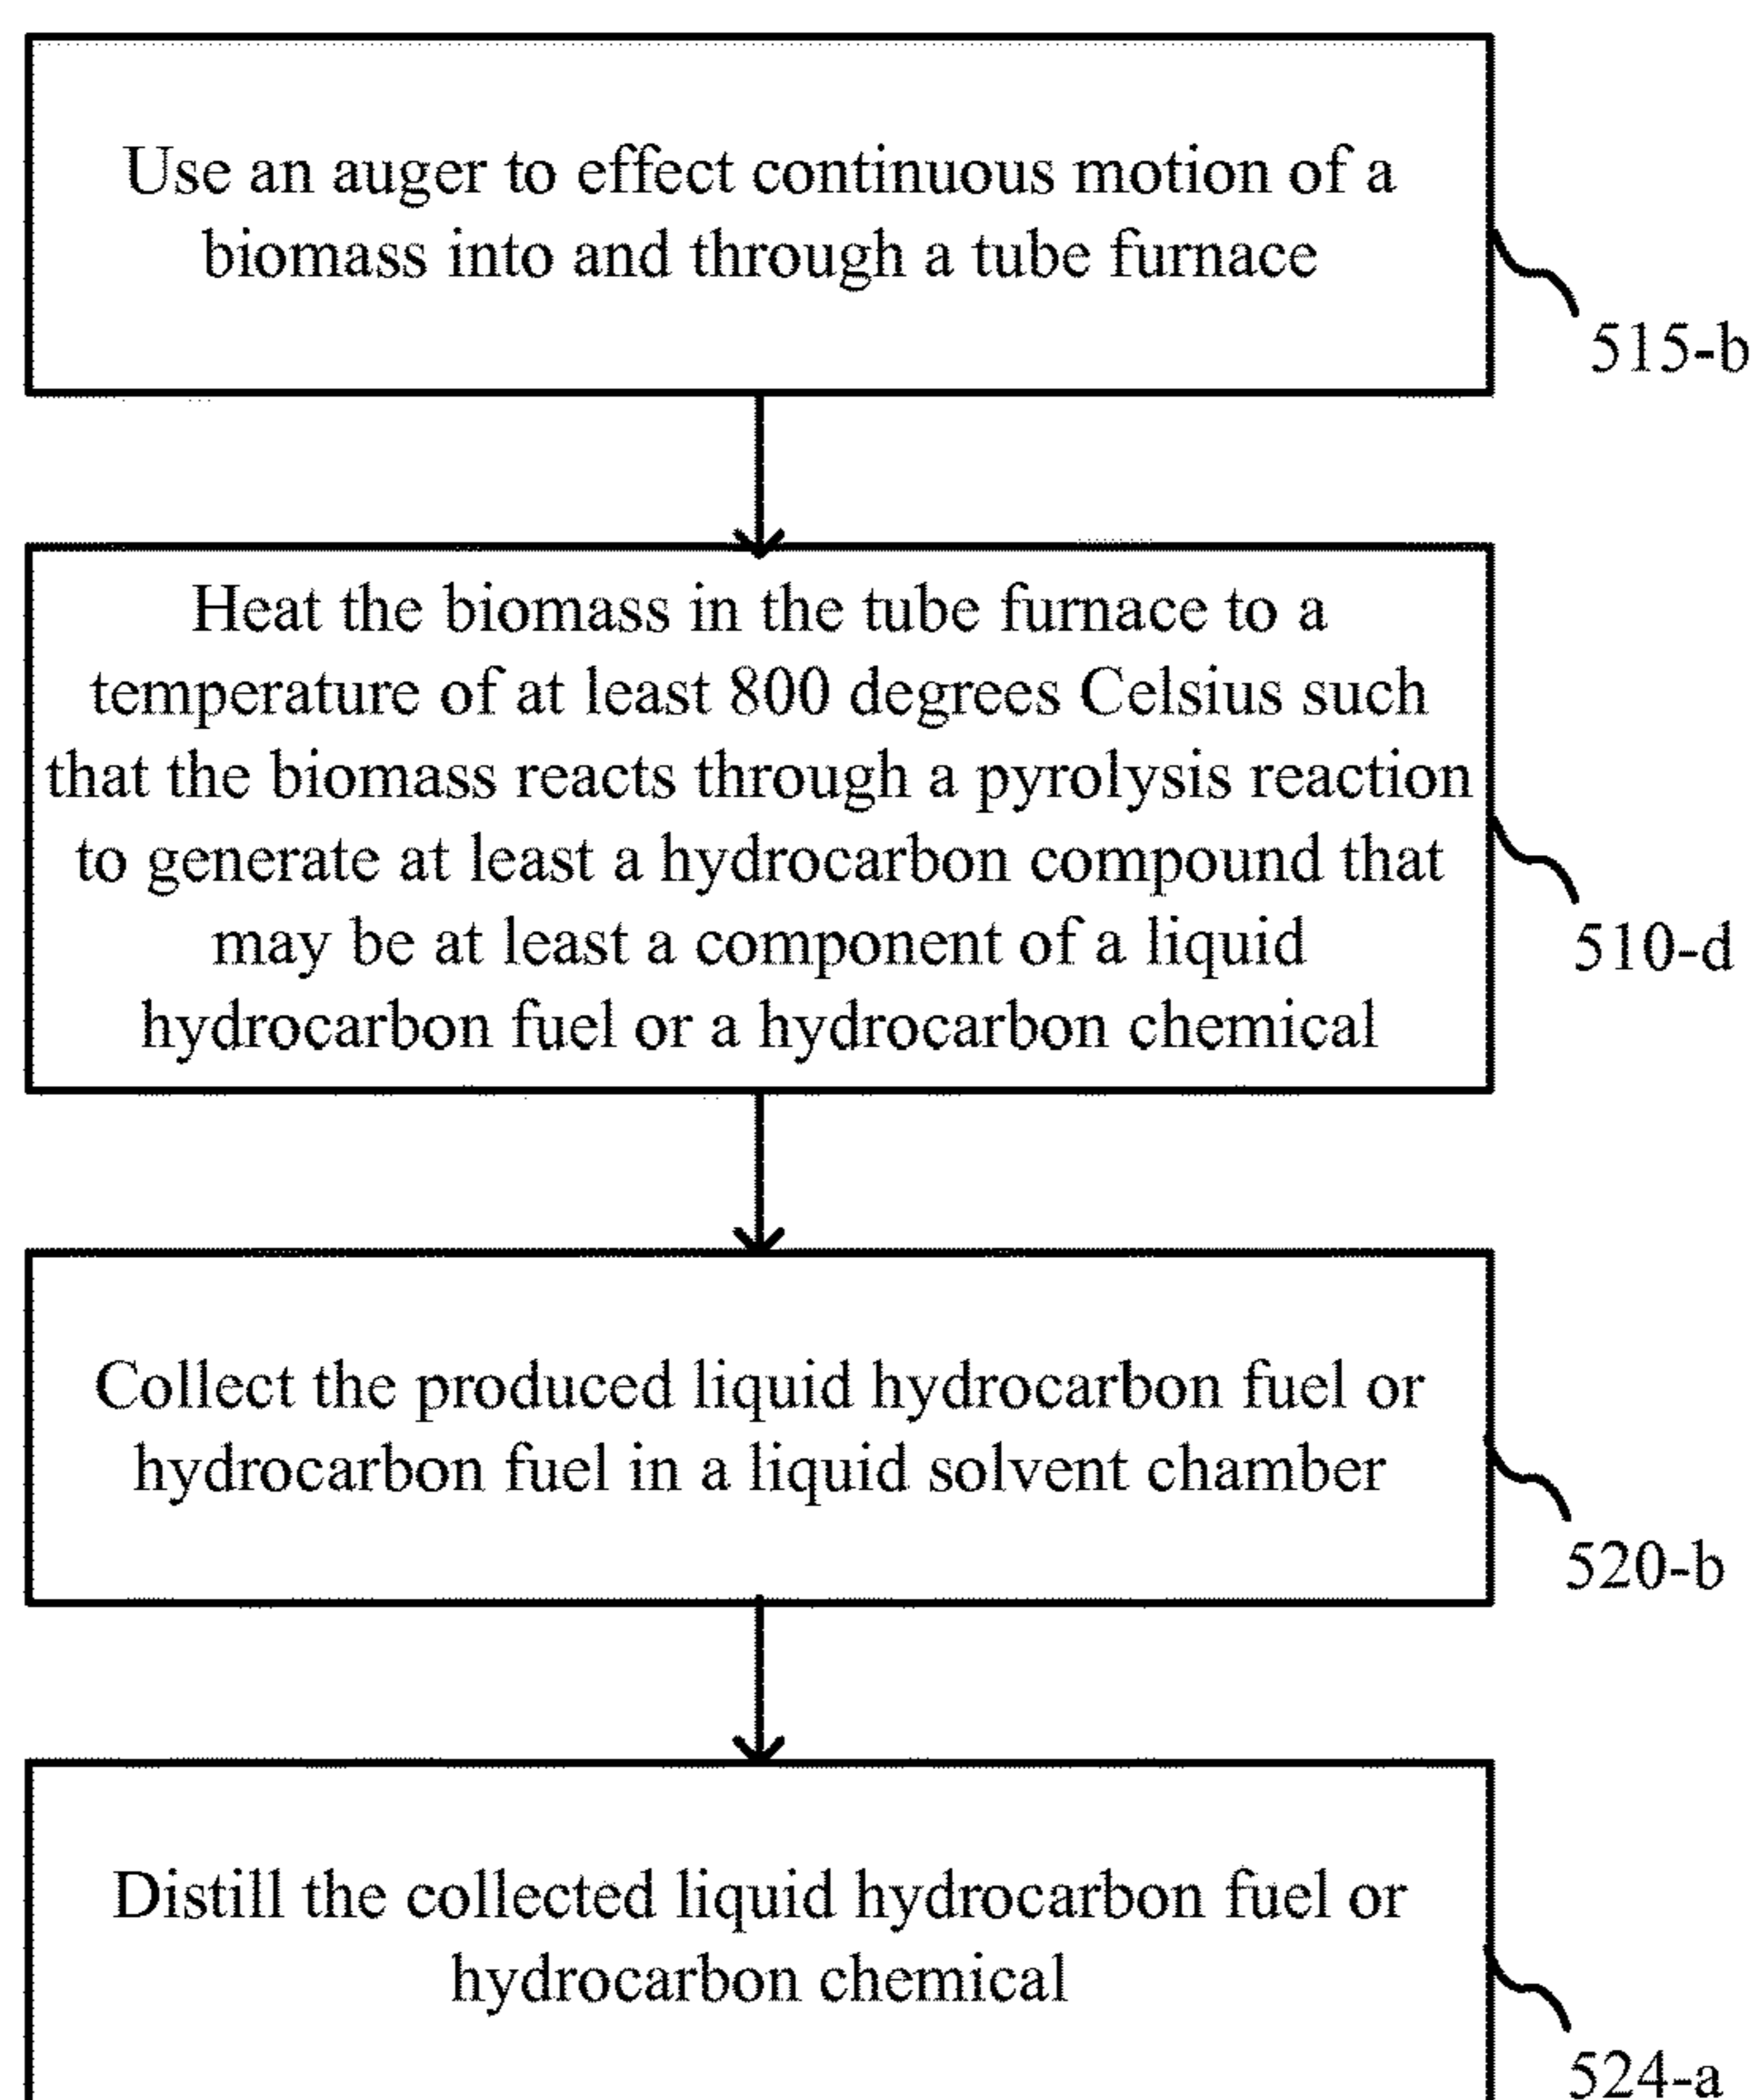 Use an auger to effect continuous motion of a
biomass into and through a tube furnace
515-b
Heat the biomass in the tube furnace to a
temperature of at least 800 degrees Celsius such
that the biomass reacts through a pyrolysis reaction
to generate at least a hydrocarbon compound that
may be at least a component of a liquid
hydrocarbon fuel or a hydrocarbon chemical
510-d
Collect the produced liquid hydrocarbon fuel or
hydrocarbon fuel in a liquid solvent chamber
520-b
Distill the collected liquid hydrocarbon fuel or
hydrocarbon chemical
524-a